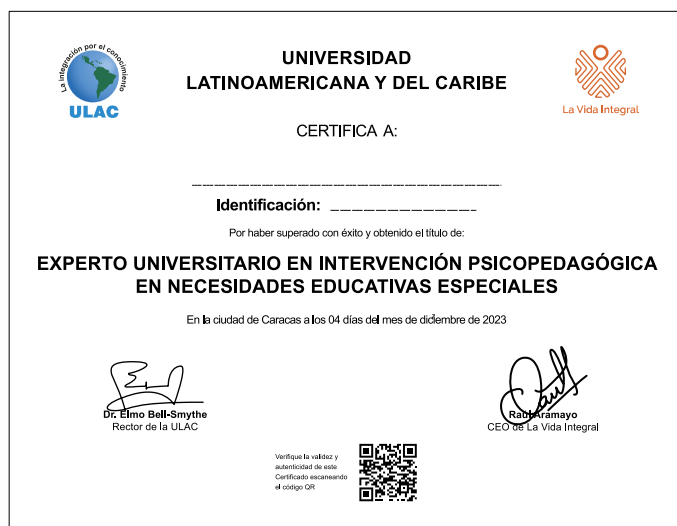 La integración por el conocimiento
ULAC
UNIVERSIDAD
LATINOAMERICANA Y DEL CARIBE
La Vida Integral
CERTIFICA A:
Identificación:
Por haber superado con éxito y obtenido el título de:
EXPERTO UNIVERSITARIO EN INTERVENCIÓN PSICOPEDAGÓGICA
EN NECESIDADES EDUCATIVAS ESPECIALES
En la ciudad de Caracas a los 04 días del mes de diciembre de 2023
Dr. Elmo Bell-Smythe
Rector de la ULAC
Raúl Aramayo
CEO de La Vida Integral
Verifique la validez y
autenticidad de este
Certificado escaneando
el código QR